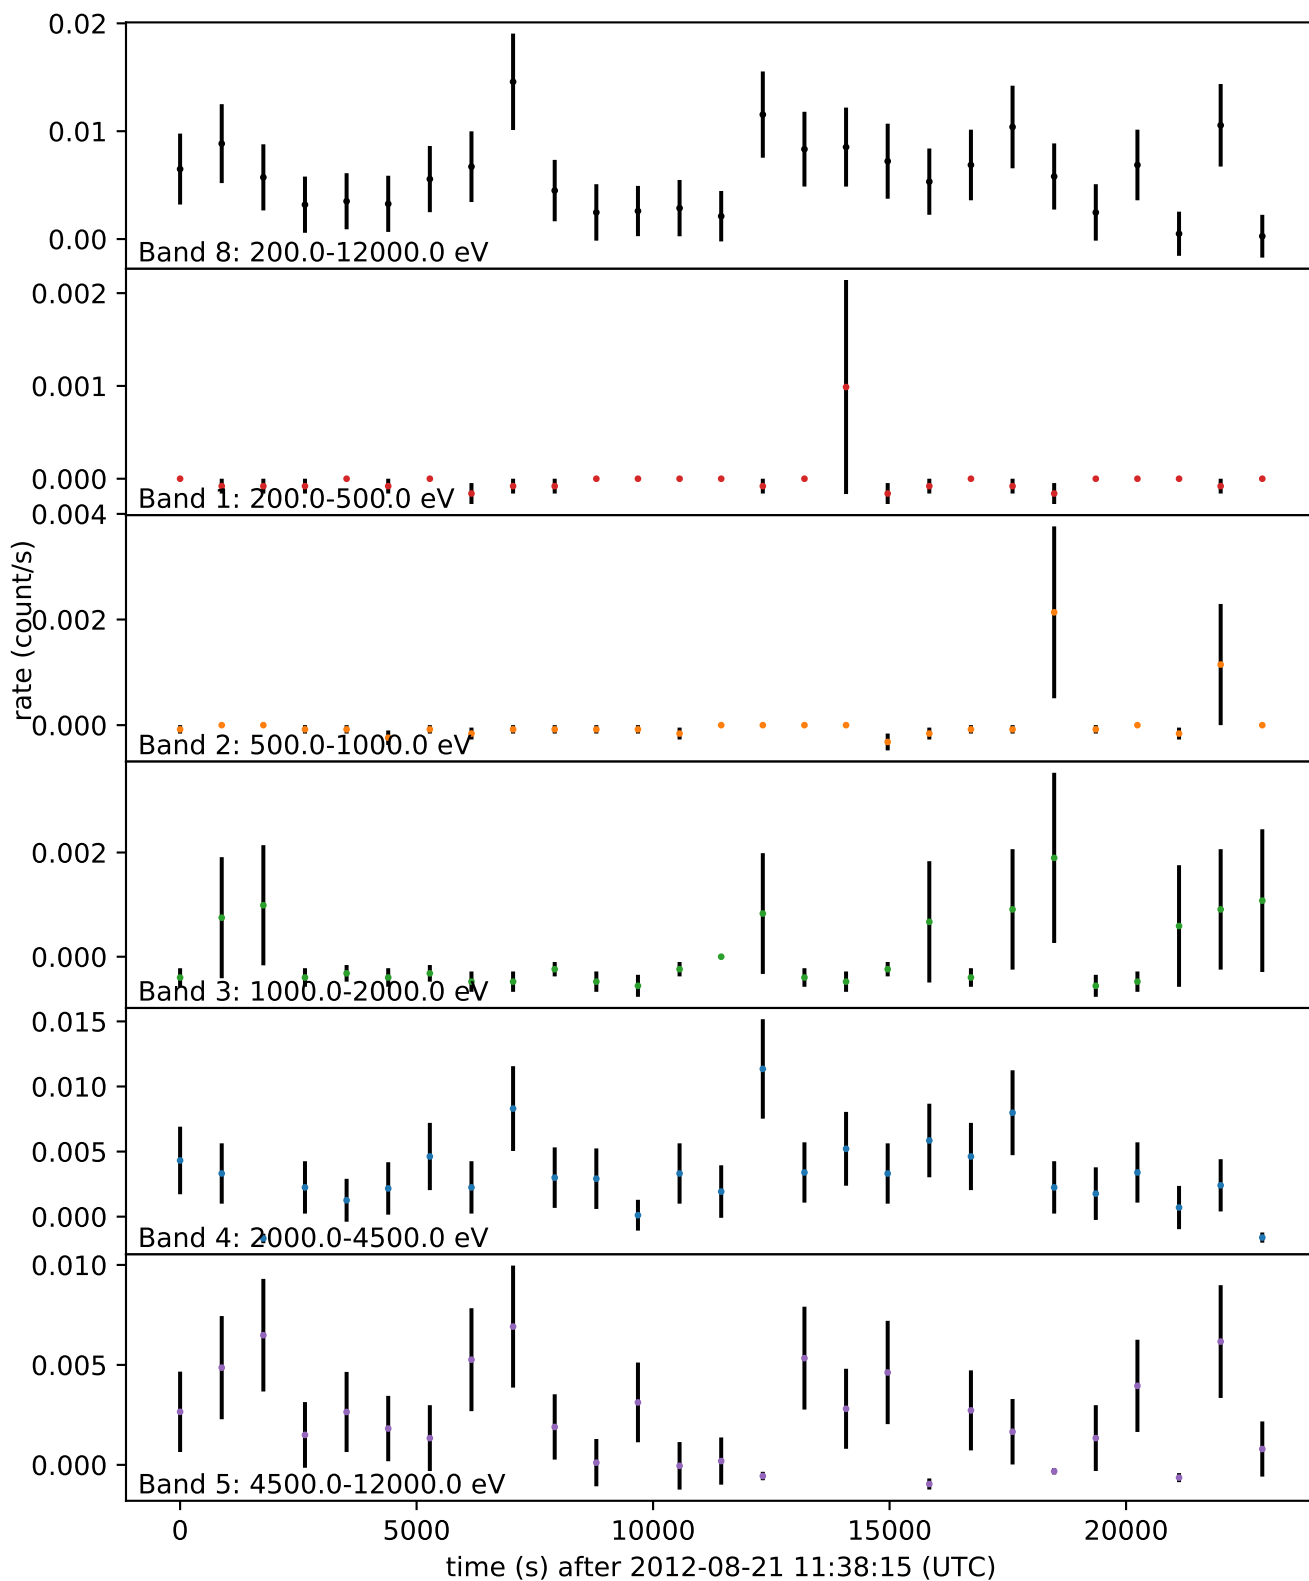 0.02
0.01
0.00
Band 8: 200.0-12000.0 eV
0.002
0.001
0.000
Band 1: 200.0-500.0 eV
0.004
0.002
0.000
Band 2: 500.0-1000.0 eV
rate (count/s)
0.002
0.000
Band 3: 1000.0-2000.0 eV
0.015
0.010
0.005
0.000
Band 4: 2000.0-4500.0 eV
0.010
0.005
0.000
Band 5: 4500.0-12000.0 eV
0 5000 10000 15000 20000
time (s) after 2012-08-21 11:38:15 (UTC)